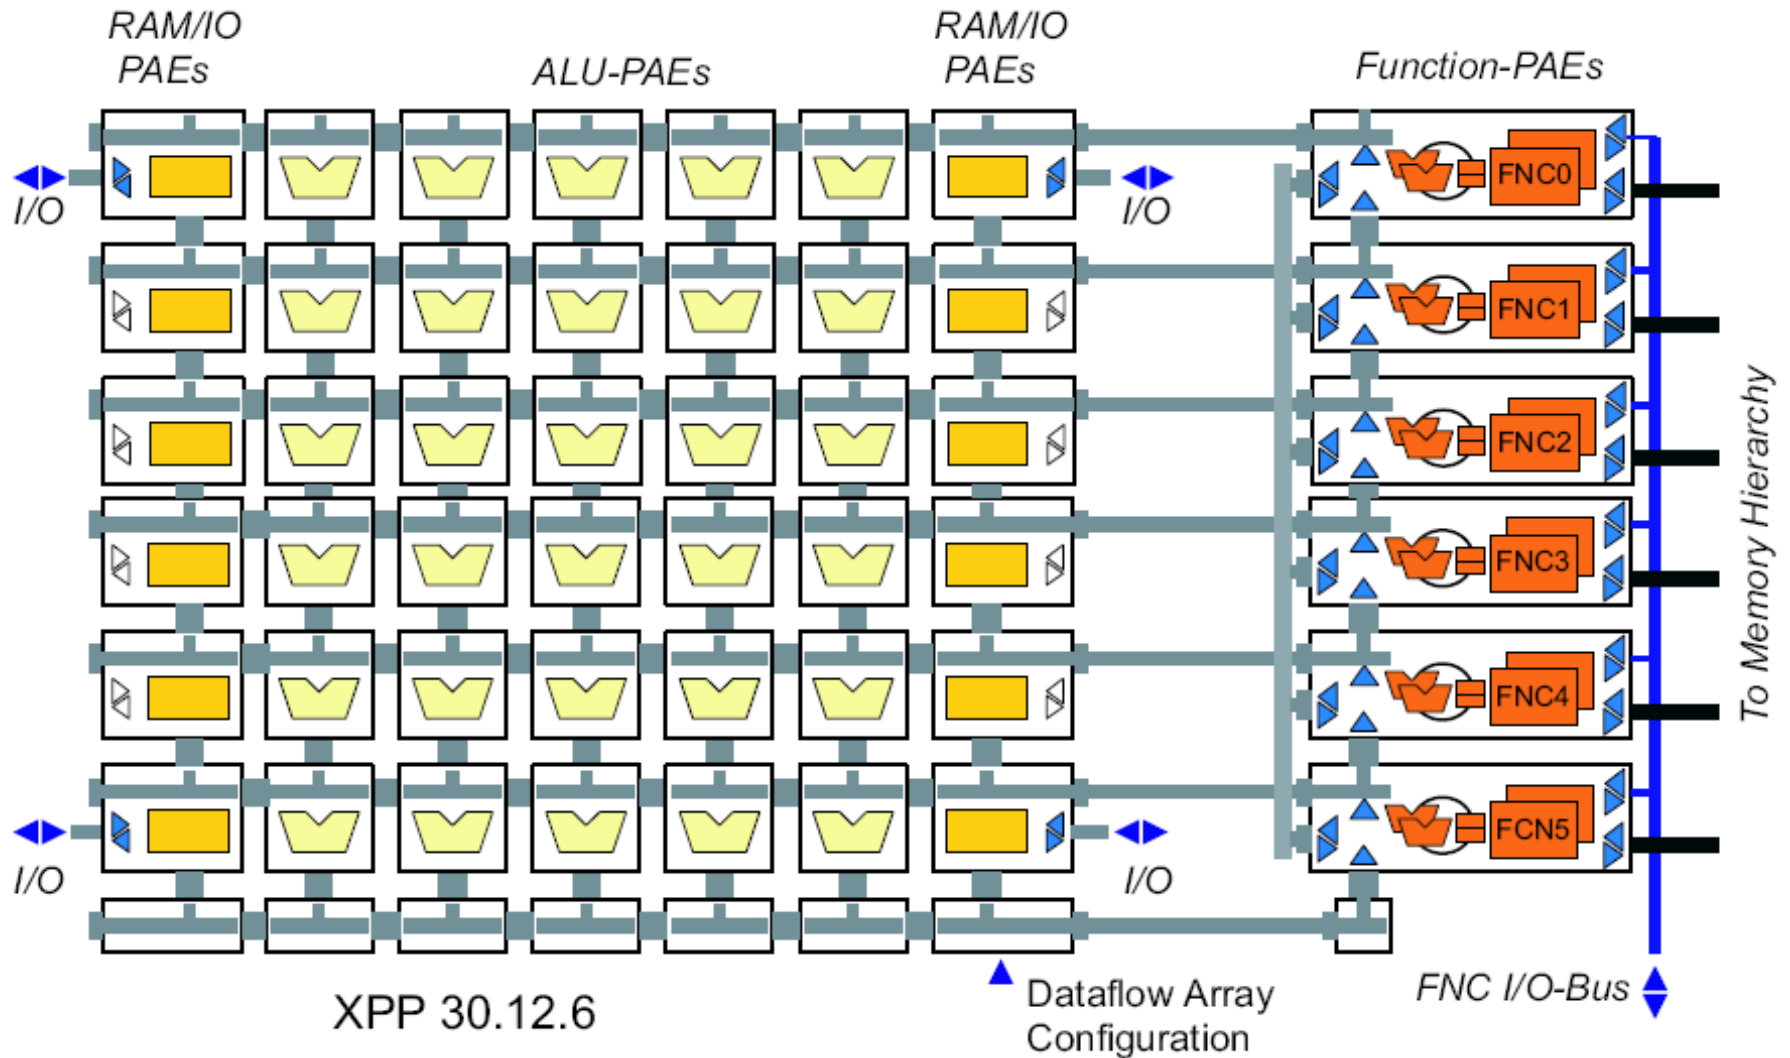 RAM/IO
PAEs
ALU-PAEs
RAM/IO
PAEs
Function-PAEs
I/O
I/O
FNC0
FNC1
FNC2
FNC3
FNC4
FCN5
To Memory Hierarchy
I/O
I/O
XPP 30.12.6
Dataflow Array
Configuration
FNC I/O-Bus